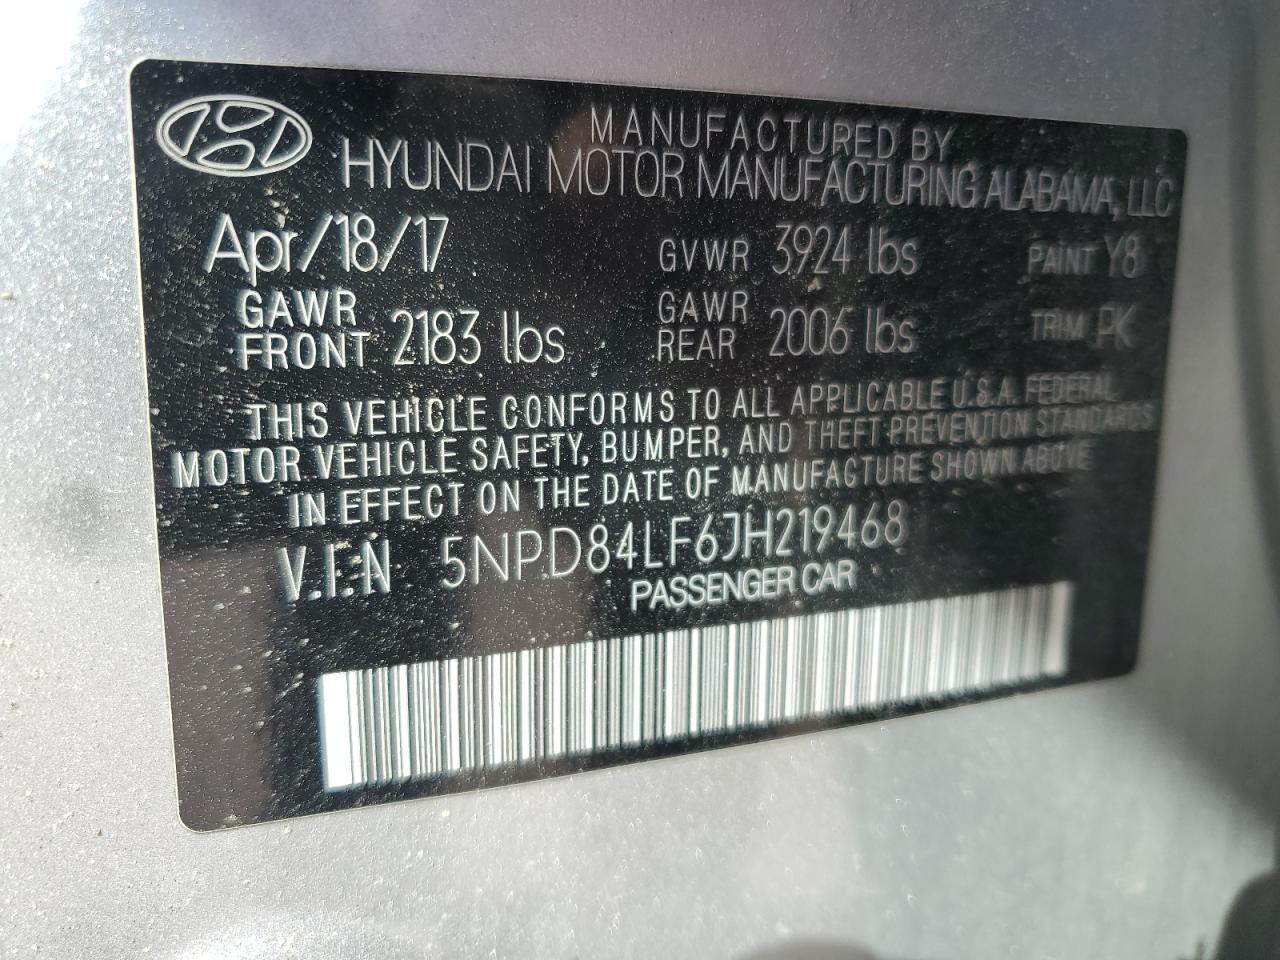 MANUFACTURED BY
HYUNDAI MOTOR MANUFACTURING ALABAMA, LLC
Apr/18/17 GVWR 3924 lbs PAINT Y8
GAWR FRONT 2183 lbs GAWR REAR 2006 lbs TRIM PK
THIS VEHICLE CONFORMS TO ALL APPLICABLE U.S.A. FEDERAL
MOTOR VEHICLE SAFETY, BUMPER, AND THEFT PREVENTION STANDARDS
IN EFFECT ON THE DATE OF MANUFACTURE SHOWN ABOVE
V.I.N 5NPD84LF6JH219468
PASSENGER CAR